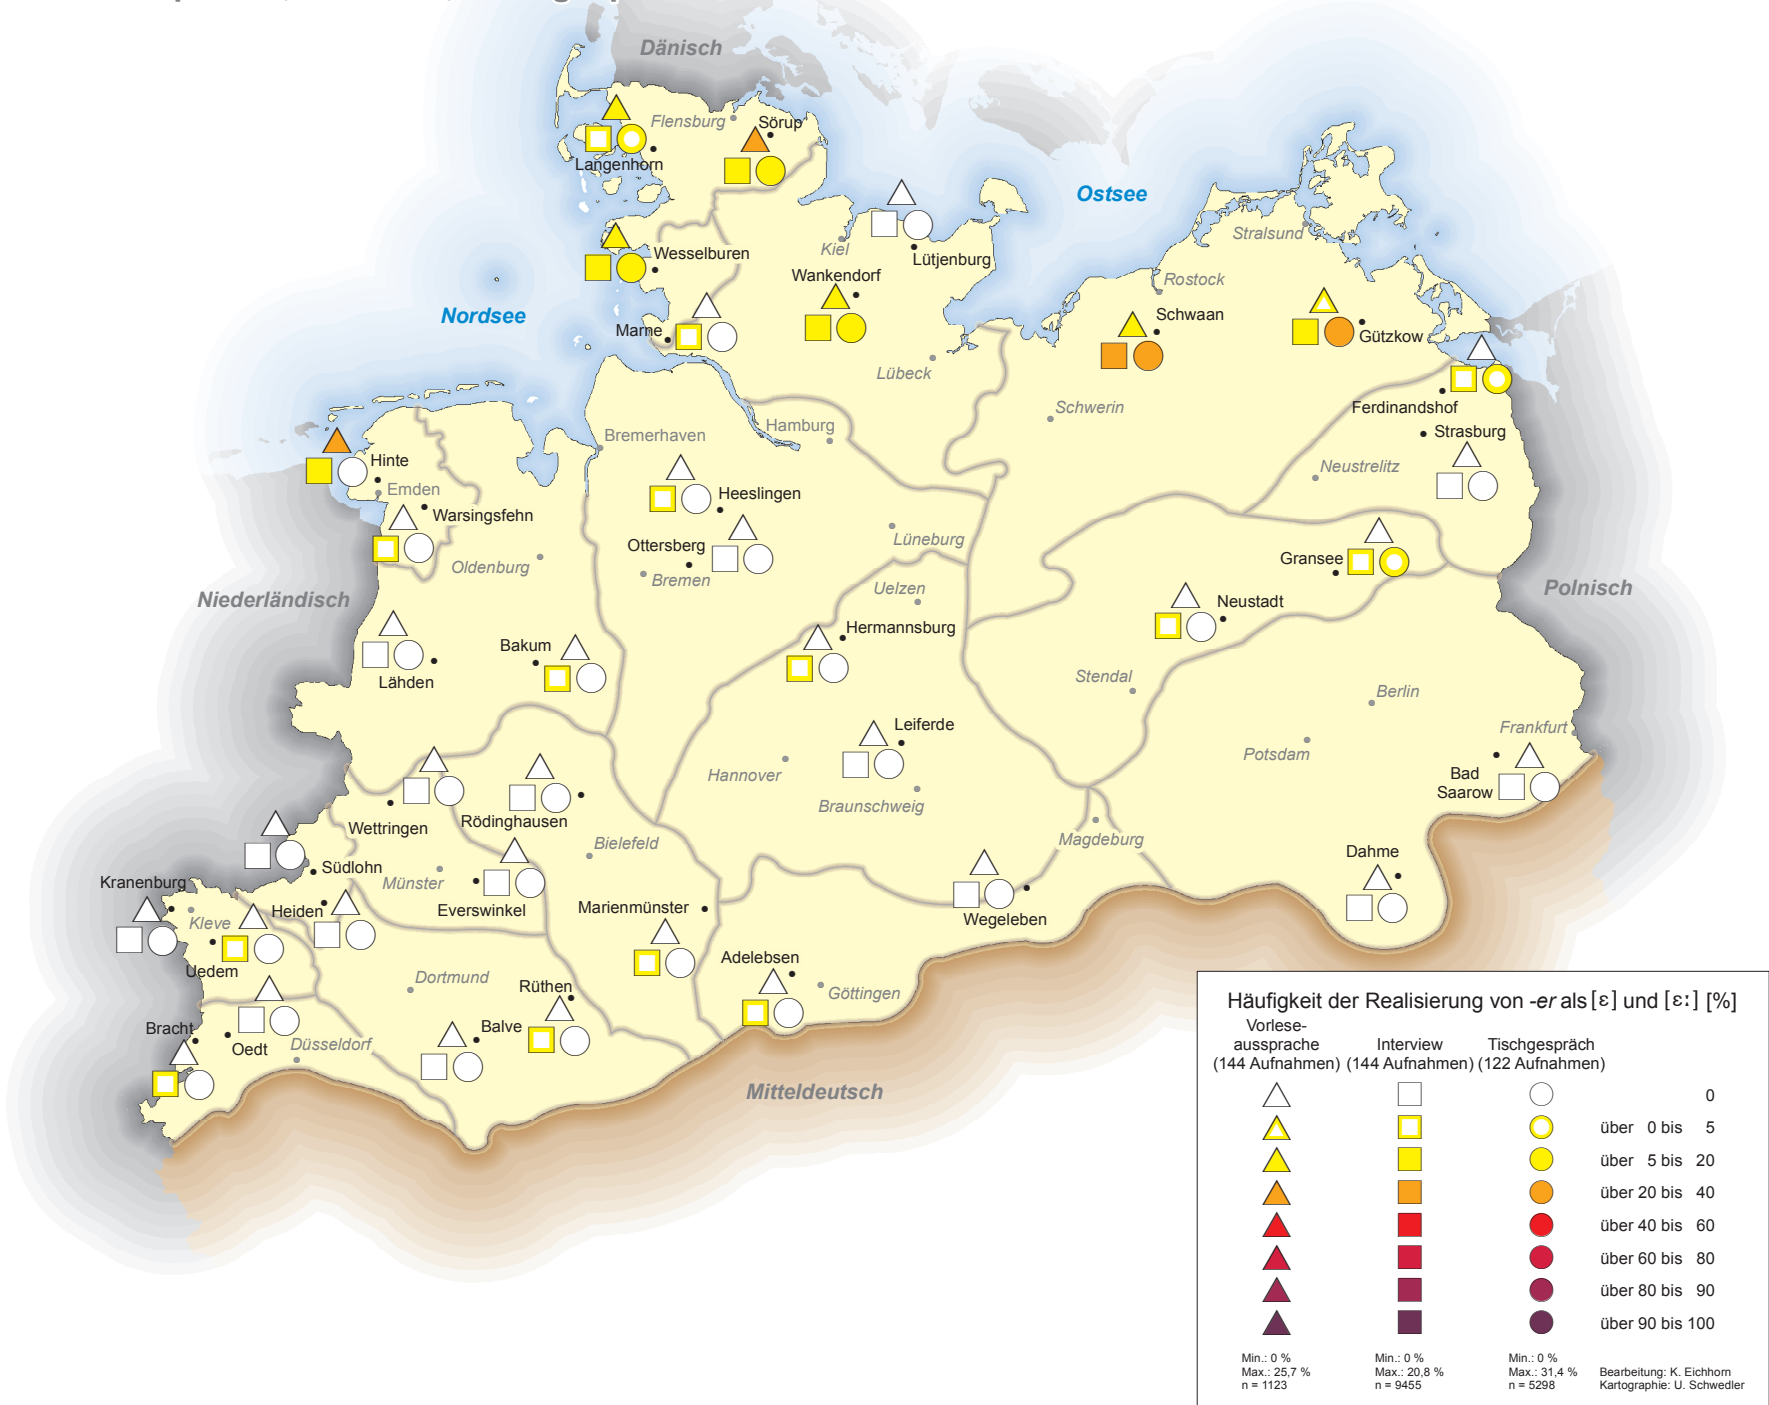 Dänisch
Flensburg
Sörup
Langenhorn
Ostsee
Stralsund
Kiel
Wesselburen
Lütjenburg
Wankendorf
Rostock
Nordsee
Schwaan
Marne
Gützkow
Lübeck
Ferdinandshof
Schwerin
Hamburg
Bremerhaven
Strasburg
Hinte
Neustrelitz
Emden
Heeslingen
Warsingsfehn
Lüneburg
Ottersberg
Gransee
Oldenburg
Bremen
Uelzen
Polnisch
Niederländisch
Neustadt
Hermannsburg
Bakum
Stendal
Lähden
Berlin
Leiferde
Frankfurt
Potsdam
Hannover
Bad
Saarow
Braunschweig
Wettringen
Rödinghausen
Bielefeld
Magdeburg
Dahme
Südlohn
Kranenburg
Münster
Heiden
Everswinkel
Marienmünster
Wegeleben
Kleve
Adelebsen
Uedem
Dortmund
Rüthen
Göttingen
Bracht
Balve
Oedt
Düsseldorf
Mitteldeutsch
Häufigkeit der Realisierung von -er als [ɛ] und [ɛː] [%]
Vorlese-
aussprache Interview Tischgespräch
(144 Aufnahmen) (144 Aufnahmen) (122 Aufnahmen)
0
über 0 bis 5
über 5 bis 20
über 20 bis 40
über 40 bis 60
über 60 bis 80
über 80 bis 90
über 90 bis 100
Min.: 0 % Min.: 0 % Min.: 0 %
Max.: 25,7 % Max.: 20,8 % Max.: 31,4 % Bearbeitung: K. Eichhorn
n = 1123 n = 9455 n = 5298 Kartographie: U. Schwedler